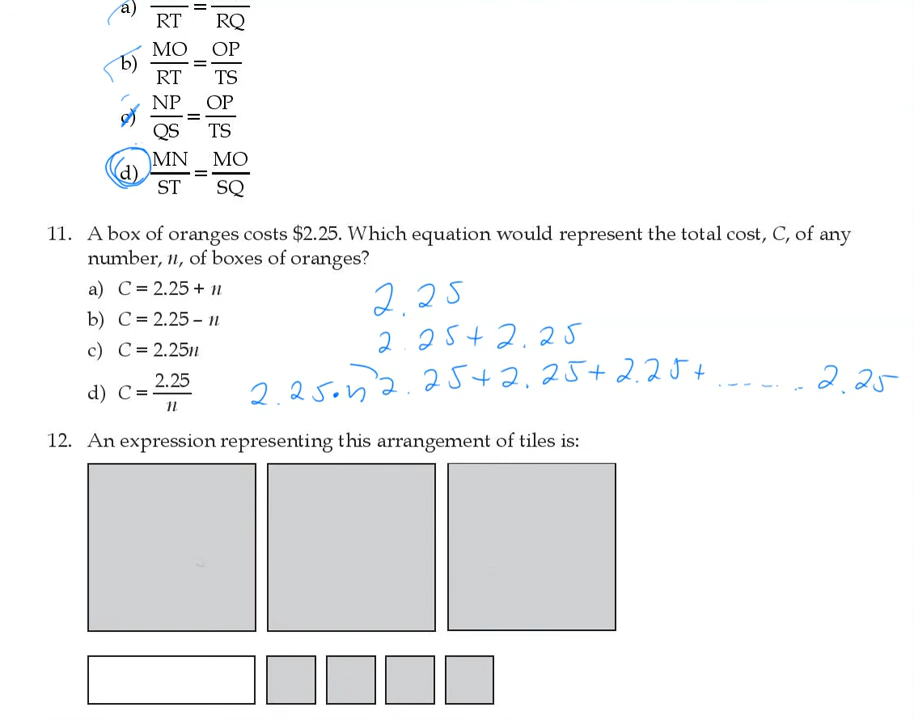 a) RT = RQ
b) MO/RT = OP/TS
c) NP/QS = OP/TS
d) MN/ST = MO/SQ
11. A box of oranges costs $2.25. Which equation would represent the total cost, C, of any
number, n, of boxes of oranges?
a) C = 2.25 + n
2.25
b) C = 2.25 – n
2.25 + 2.25
c) C = 2.25n
d) C = 2.25/n
2.25·n 2.25 + 2.25 + 2.25 + ....... 2.25
12. An expression representing this arrangement of tiles is: